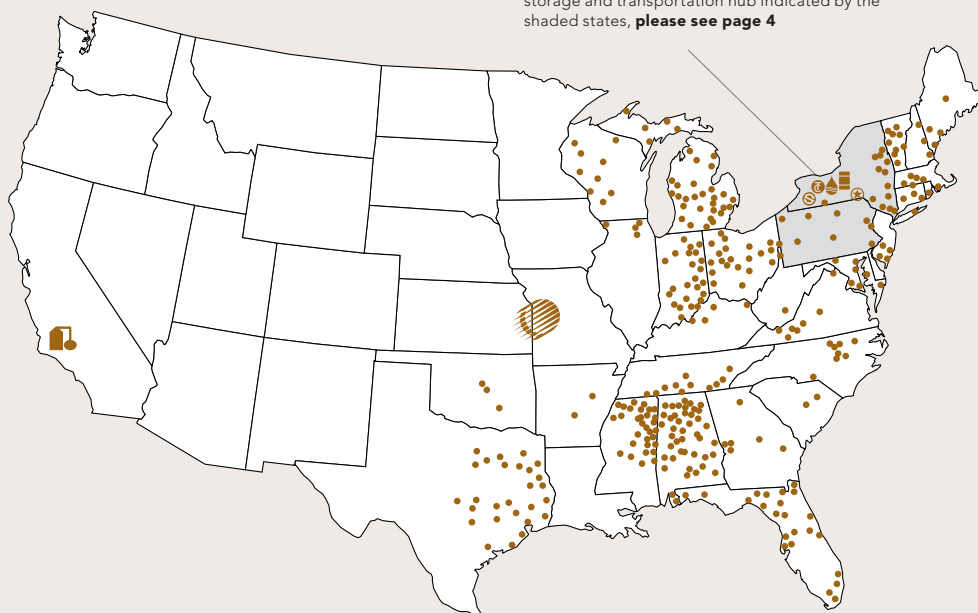 storage and transportation hub indicated by the
shaded states, please see page 4